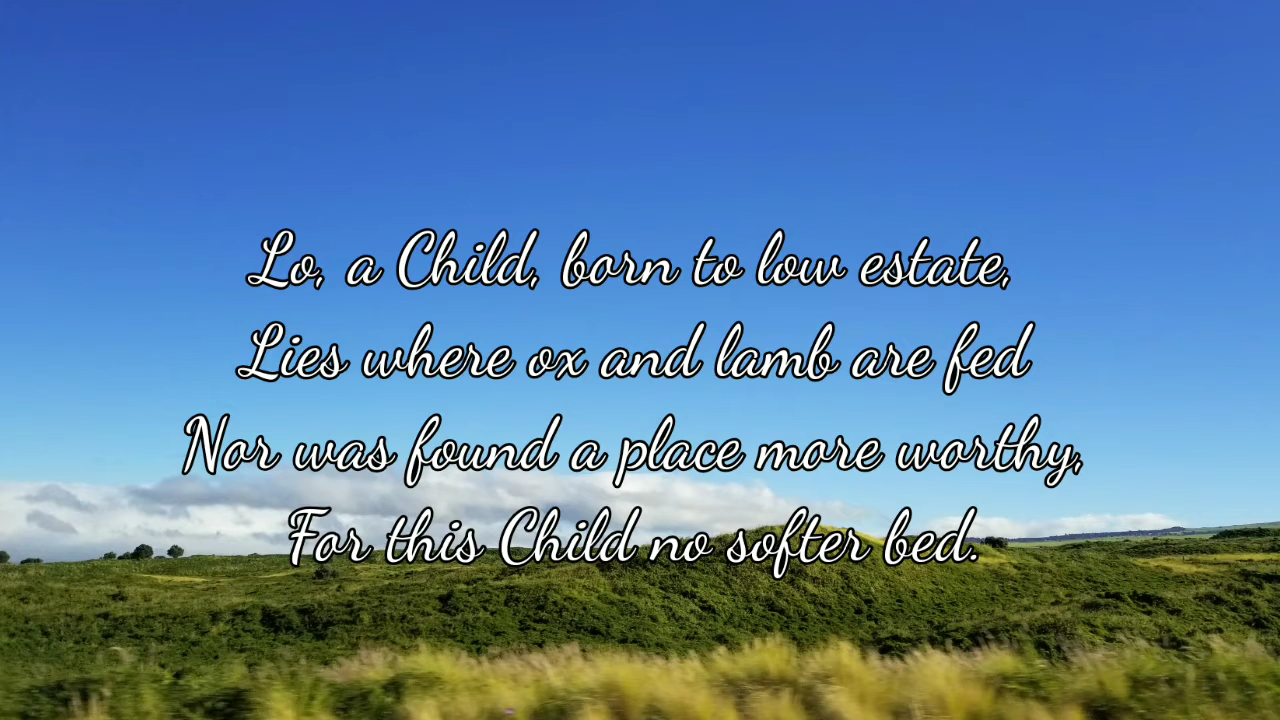 Lo, a Child, born to low estate,
Lies where ox and lamb are fed
Nor was found a place more worthy,
For this Child no softer bed.